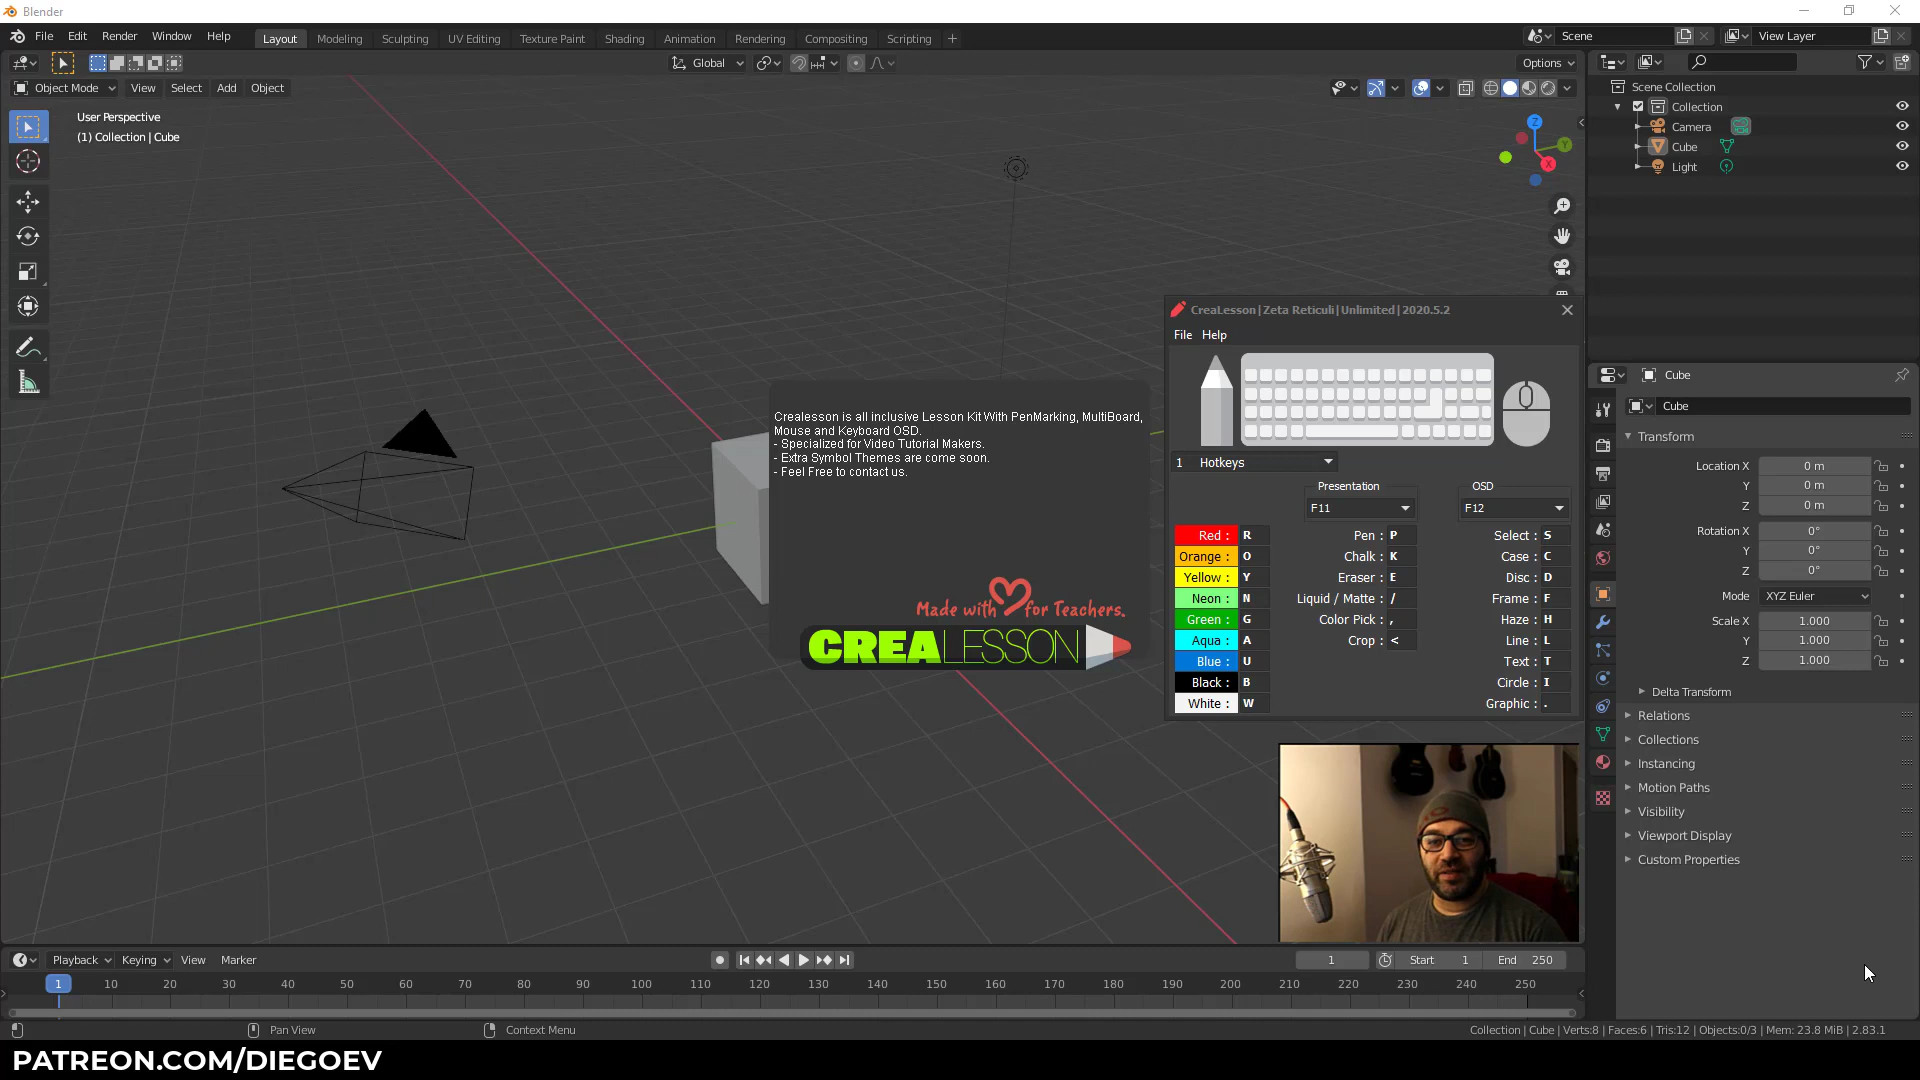 Blender
File Edit Render Window Help Layout Modeling Sculpting UV Editing Texture Paint Shading Animation Rendering Compositing Scripting + Scene View Layer
Global Options
Object Mode View Select Add Object
User Perspective
(1) Collection | Cube
Z
Y
X
Scene Collection
Collection
Camera
Cube
Light
CreaLesson | Zeta Reticuli | Unlimited | 2020.5.2
File Help
1 Hotkeys
Presentation OSD
F11 F12
Red : R Pen : P Select : S
Orange : O Chalk : K Case : C
Yellow : Y Eraser : E Disc : D
Neon : N Liquid / Matte : / Frame : F
Green : G Color Pick : , Haze : H
Aqua : A Crop : < Line : L
Blue : U Text : T
Black : B Circle : I
White : W Graphic : .
Crealesson is all inclusive Lesson Kit With PenMarking, MultiBoard,
Mouse and Keyboard OSD.
- Specialized for Video Tutorial Makers.
- Extra Symbol Themes are come soon.
- Feel Free to contact us.
Made with for Teachers.
CREALESSON
Cube
Cube
Transform
Location X 0 m
Y 0 m
Z 0 m
Rotation X 0°
Y 0°
Z 0°
Mode XYZ Euler
Scale X 1.000
Y 1.000
Z 1.000
Delta Transform
Relations
Collections
Instancing
Motion Paths
Visibility
Viewport Display
Custom Properties
Playback Keying View Marker 1 Start 1 End 250
1 10 20 30 40 50 60 70 80 90 100 110 120 130 140 150 160 170 180 190 200 210 220 230 240 250
Pan View Context Menu Collection | Cube | Verts:8 | Faces:6 | Tris:12 | Objects:0/3 | Mem: 23.8 MiB | 2.83.1
PATREON.COM/DIEGOEV